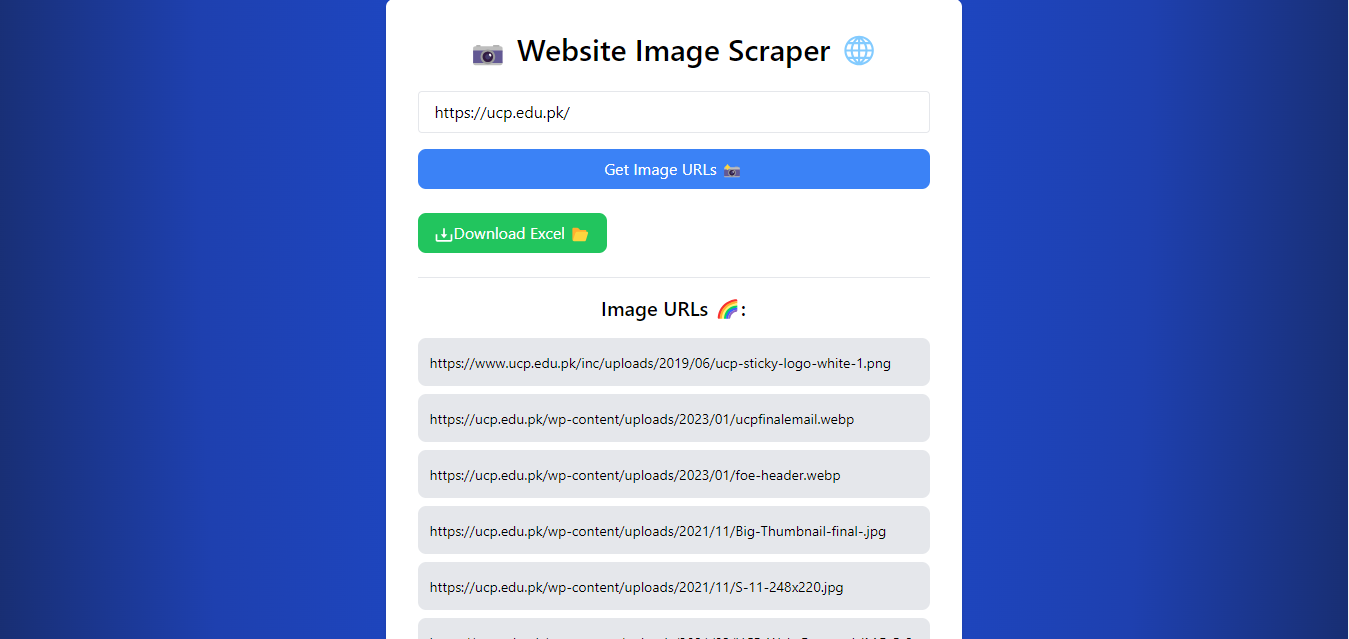 Website Image Scraper
https://ucp.edu.pk/
Get Image URLs
Download Excel
Image URLs 🌈:
https://www.ucp.edu.pk/inc/uploads/2019/06/ucp-sticky-logo-white-1.png
https://ucp.edu.pk/wp-content/uploads/2023/01/ucpfinalemail.webp
https://ucp.edu.pk/wp-content/uploads/2023/01/foe-header.webp
https://ucp.edu.pk/wp-content/uploads/2021/11/Big-Thumbnail-final-.jpg
https://ucp.edu.pk/wp-content/uploads/2021/11/S-11-248x220.jpg